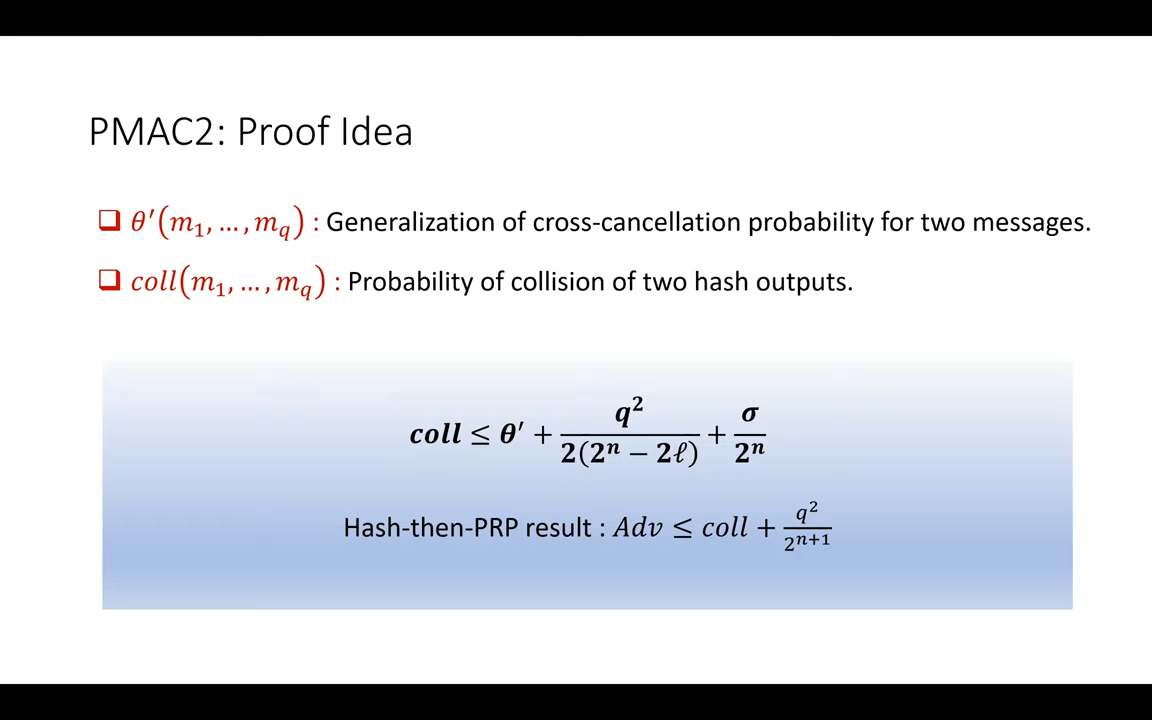 PMAC2: Proof Idea
❑ θ′(m₁, …, m_q) : Generalization of cross-cancellation probability for two messages.
❑ coll(m₁, …, m_q) : Probability of collision of two hash outputs.
coll ≤ θ′ + q²/(2(2ⁿ − 2ℓ)) + σ/2ⁿ
Hash-then-PRP result : Adv ≤ coll + q²/2ⁿ⁺¹